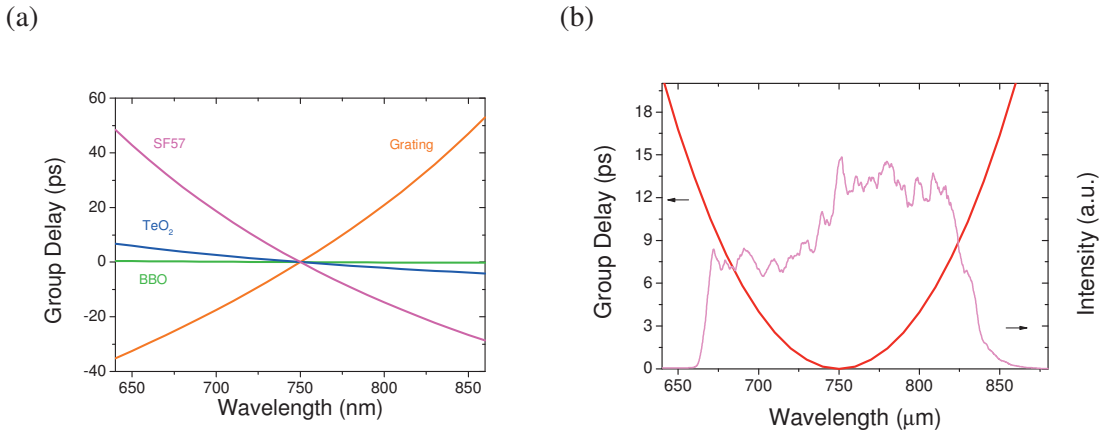 (a)
(b)
60
40
20
0
-20
-40
650
700
750
800
850
Group Delay (ps)
Wavelength (nm)
SF57
Grating
TeO2
BBO
18
15
12
9
6
3
0
650
700
750
800
850
Group Delay (ps)
Wavelength (μm)
Intensity (a.u.)